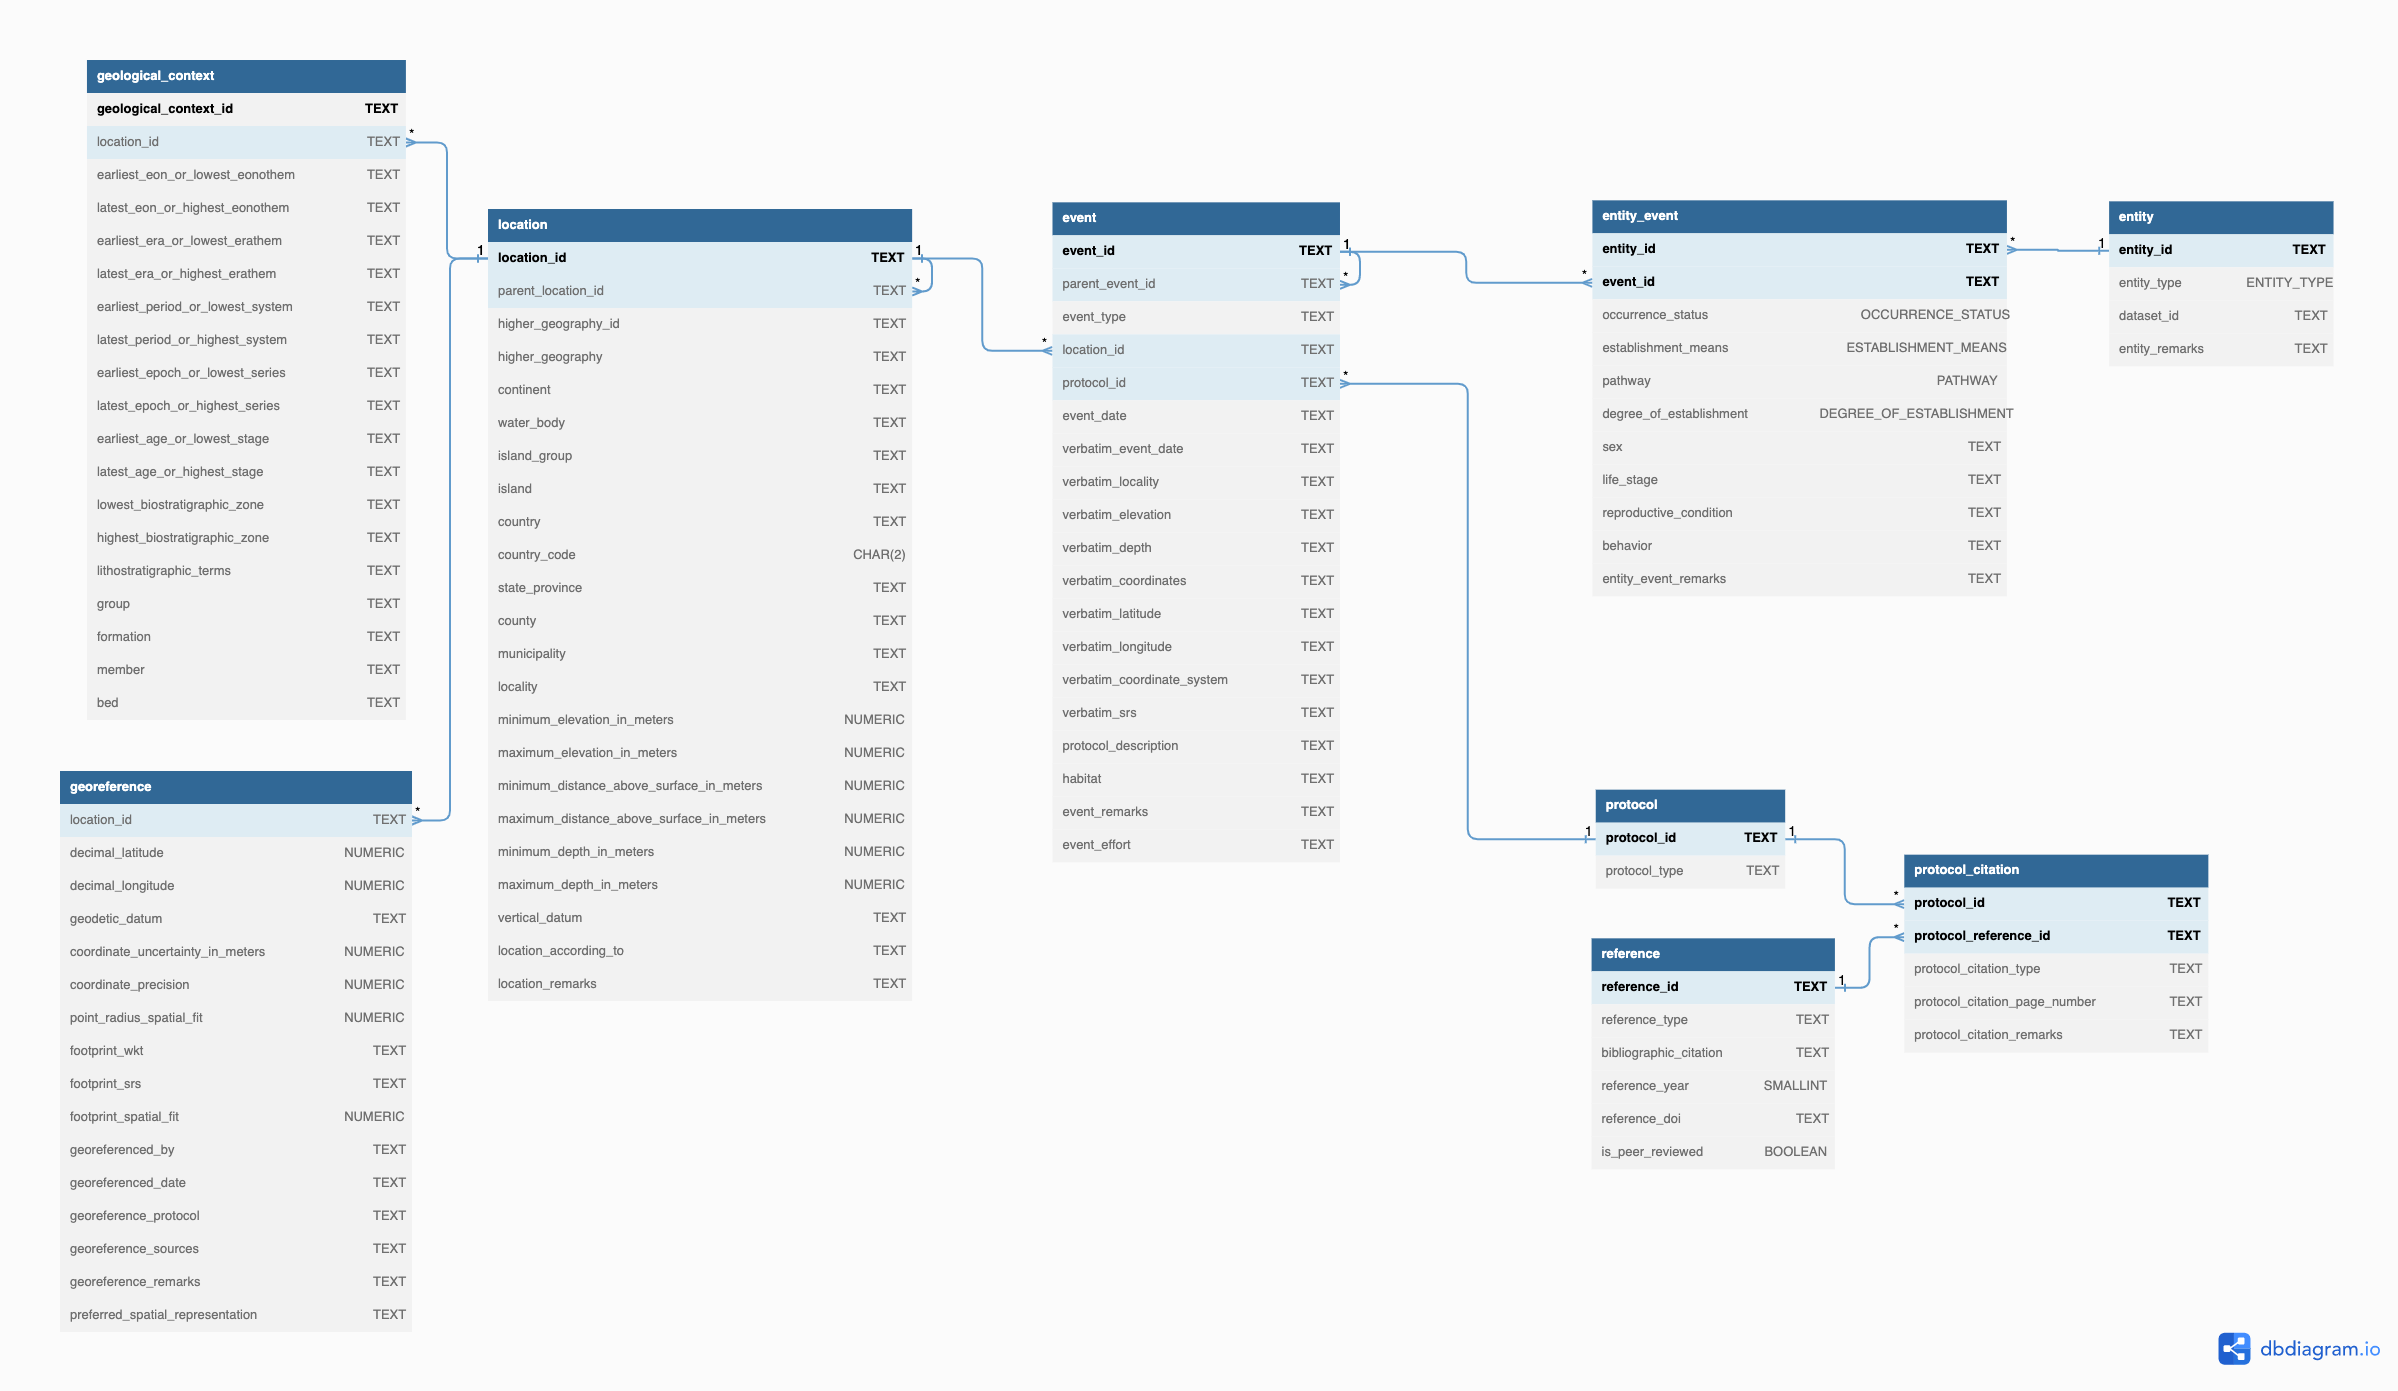 geological_context
geological_context_id TEXT
location_id TEXT *
earliest_eon_or_lowest_eonothem TEXT
latest_eon_or_highest_eonothem TEXT
earliest_era_or_lowest_erathem TEXT
latest_era_or_highest_erathem TEXT
earliest_period_or_lowest_system TEXT
latest_period_or_highest_system TEXT
earliest_epoch_or_lowest_series TEXT
latest_epoch_or_highest_series TEXT
earliest_age_or_lowest_stage TEXT
latest_age_or_highest_stage TEXT
lowest_biostratigraphic_zone TEXT
highest_biostratigraphic_zone TEXT
lithostratigraphic_terms TEXT
group TEXT
formation TEXT
member TEXT
bed TEXT
georeference
location_id TEXT *
decimal_latitude NUMERIC
decimal_longitude NUMERIC
geodetic_datum TEXT
coordinate_uncertainty_in_meters NUMERIC
coordinate_precision NUMERIC
point_radius_spatial_fit NUMERIC
footprint_wkt TEXT
footprint_srs TEXT
footprint_spatial_fit NUMERIC
georeferenced_by TEXT
georeferenced_date TEXT
georeference_protocol TEXT
georeference_sources TEXT
georeference_remarks TEXT
preferred_spatial_representation TEXT
location
1 location_id TEXT 1
parent_location_id TEXT *
higher_geography_id TEXT
higher_geography TEXT
continent TEXT
water_body TEXT
island_group TEXT
island TEXT
country TEXT
country_code CHAR(2)
state_province TEXT
county TEXT
municipality TEXT
locality TEXT
minimum_elevation_in_meters NUMERIC
maximum_elevation_in_meters NUMERIC
minimum_distance_above_surface_in_meters NUMERIC
maximum_distance_above_surface_in_meters NUMERIC
minimum_depth_in_meters NUMERIC
maximum_depth_in_meters NUMERIC
vertical_datum TEXT
location_according_to TEXT
location_remarks TEXT
event
event_id TEXT 1
parent_event_id TEXT *
event_type TEXT
* location_id TEXT
protocol_id TEXT *
event_date TEXT
verbatim_event_date TEXT
verbatim_locality TEXT
verbatim_elevation TEXT
verbatim_depth TEXT
verbatim_coordinates TEXT
verbatim_latitude TEXT
verbatim_longitude TEXT
verbatim_coordinate_system TEXT
verbatim_srs TEXT
protocol_description TEXT
habitat TEXT
event_remarks TEXT
event_effort TEXT
entity_event
entity_id TEXT *
* event_id TEXT
occurrence_status OCCURRENCE_STATUS
establishment_means ESTABLISHMENT_MEANS
pathway PATHWAY
degree_of_establishment DEGREE_OF_ESTABLISHMENT
sex TEXT
life_stage TEXT
reproductive_condition TEXT
behavior TEXT
entity_event_remarks TEXT
entity
1 entity_id TEXT
entity_type ENTITY_TYPE
dataset_id TEXT
entity_remarks TEXT
protocol
1 protocol_id TEXT 1
protocol_type TEXT
reference
reference_id TEXT 1
reference_type TEXT
bibliographic_citation TEXT
reference_year SMALLINT
reference_doi TEXT
is_peer_reviewed BOOLEAN
protocol_citation
* protocol_id TEXT
* protocol_reference_id TEXT
protocol_citation_type TEXT
protocol_citation_page_number TEXT
protocol_citation_remarks TEXT
dbdiagram.io